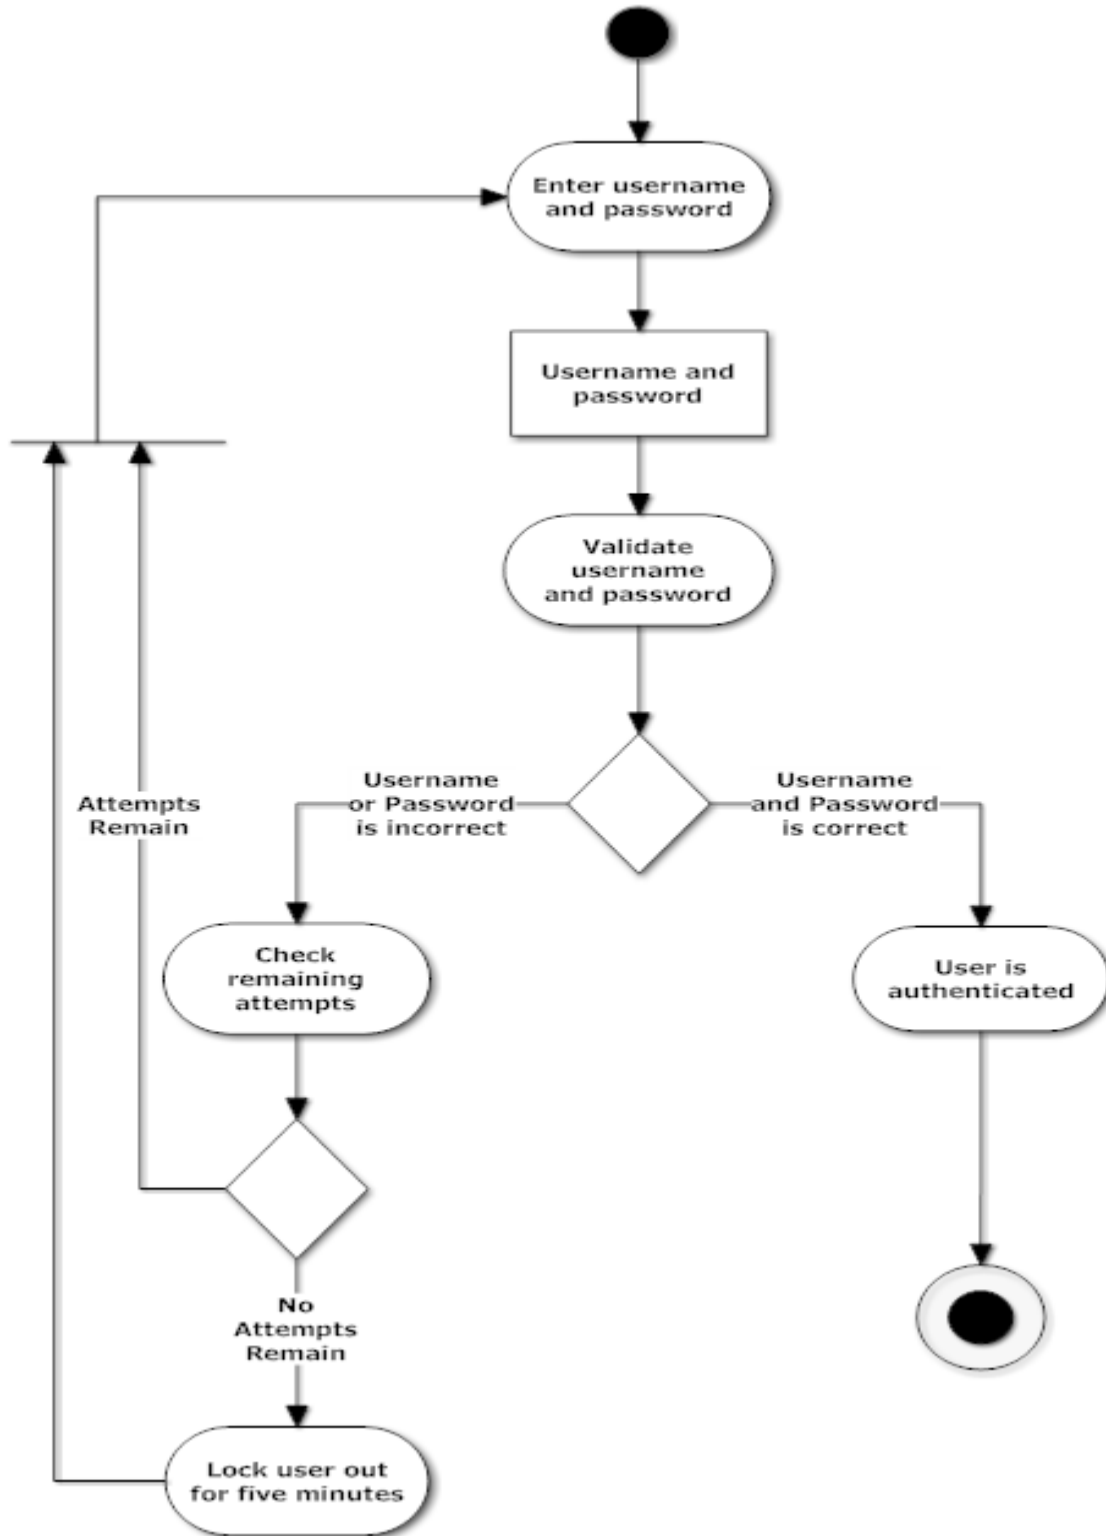 Enter username
and password
Username and
password
Validate
username
and password
Username
or Password
is incorrect
Username
and Password
is correct
Attempts
Remain
Check
remaining
attempts
User is
authenticated
No
Attempts
Remain
Lock user out
for five minutes